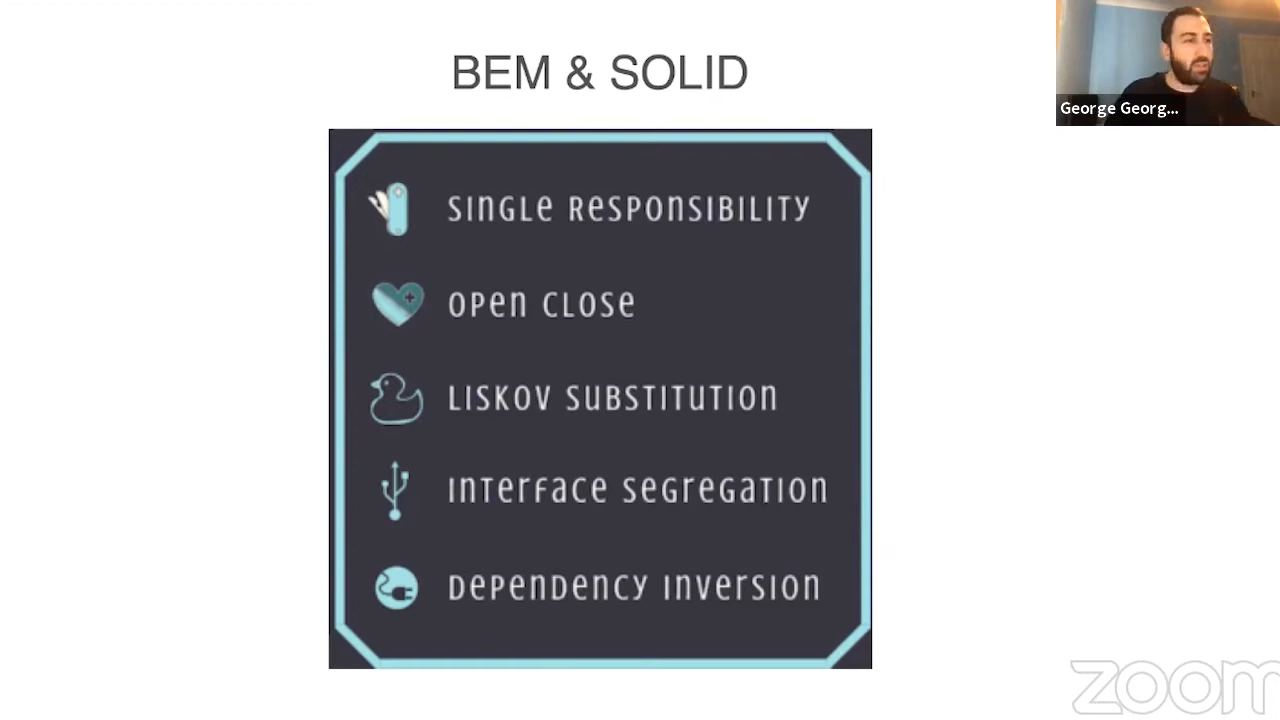 BEM & SOLID
George Georg...
SINGLE RESPONSIBILITY
OPEN CLOSE
LISKOV SUBSTITUTION
INTERFACE SEGREGATION
DEPENDENCY INVERSION
zoom